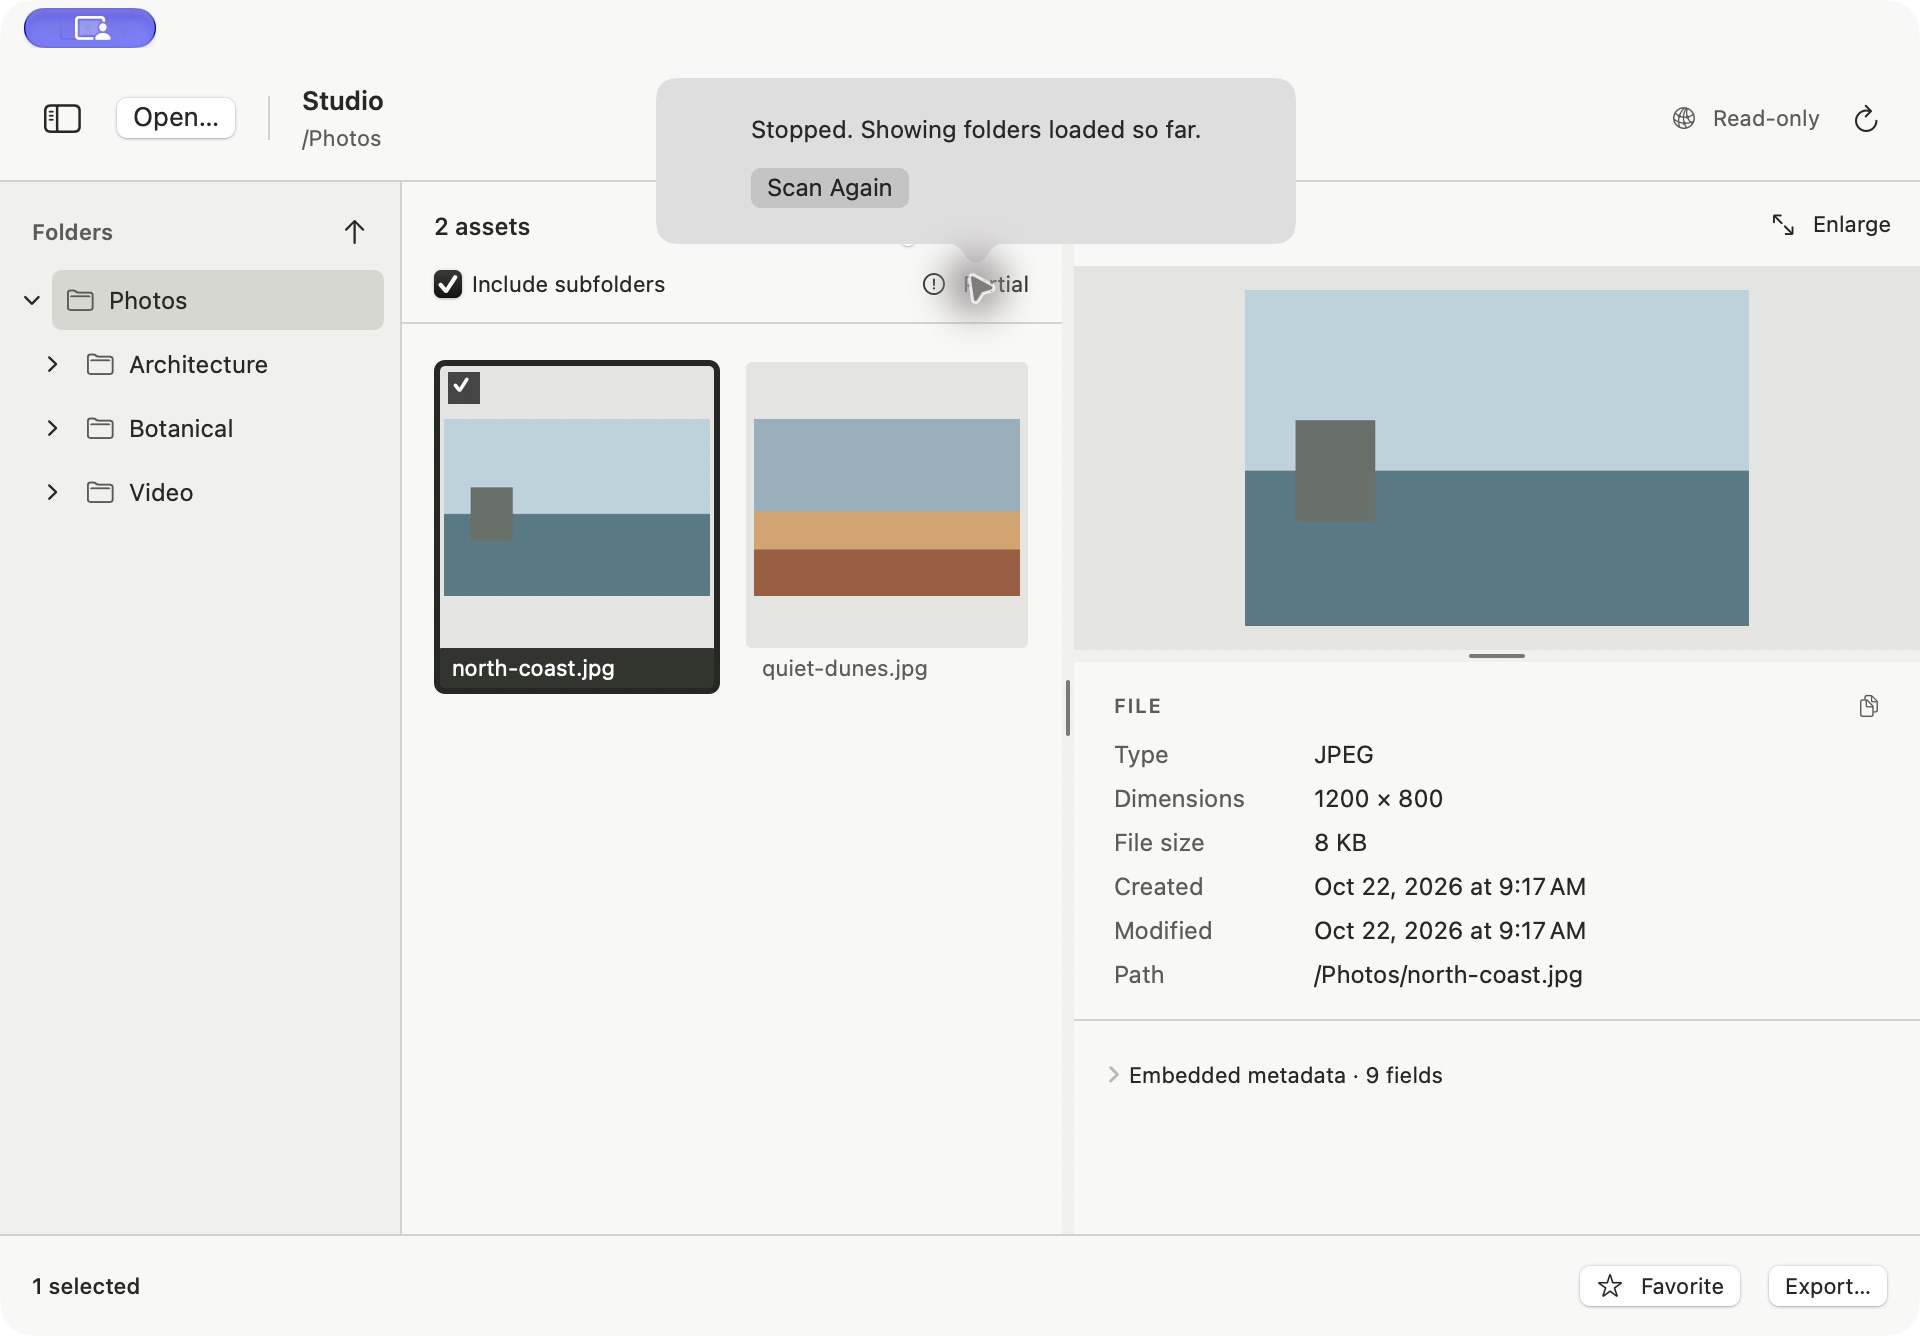 Open...
Studio
/Photos
Stopped. Showing folders loaded so far.
Scan Again
Read-only
Folders
Photos
Architecture
Botanical
Video
2 assets
Include subfolders
north-coast.jpg
quiet-dunes.jpg
Enlarge
FILE
Type JPEG
Dimensions 1200 × 800
File size 8 KB
Created Oct 22, 2026 at 9:17 AM
Modified Oct 22, 2026 at 9:17 AM
Path /Photos/north-coast.jpg
Embedded metadata · 9 fields
1 selected
Favorite
Export...